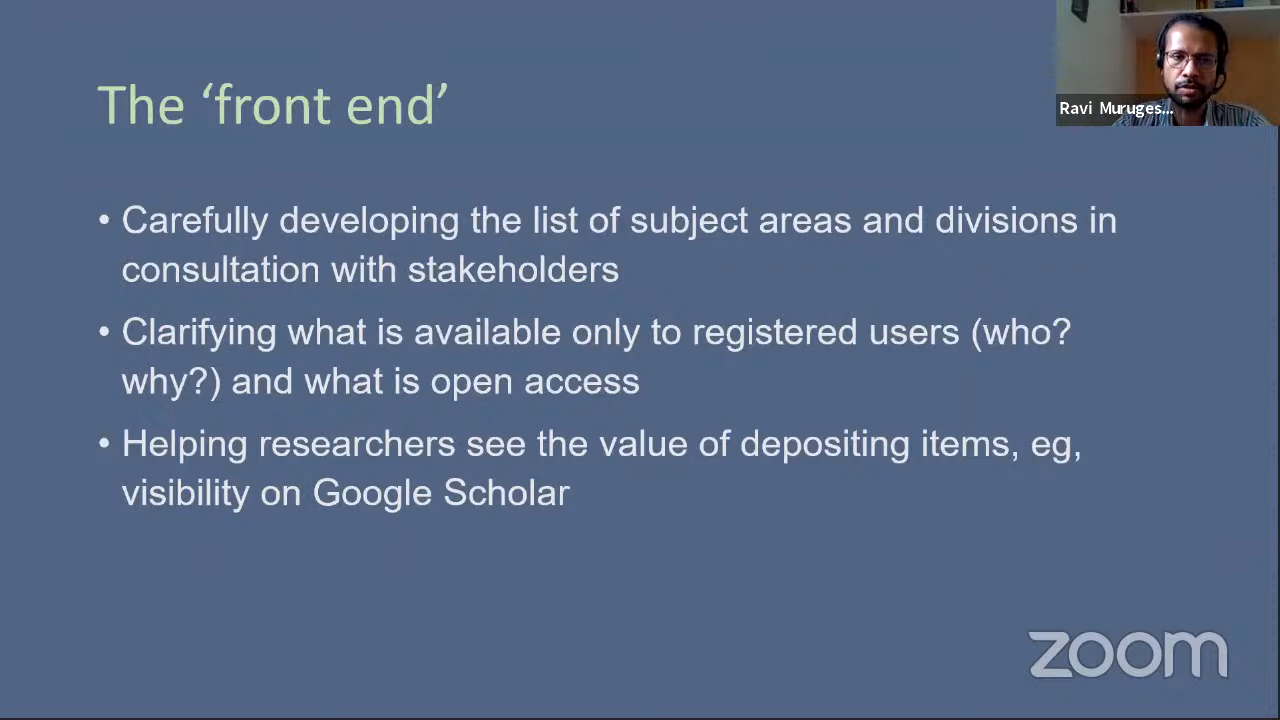 The ‘front end’
Ravi Muruges...
• Carefully developing the list of subject areas and divisions in
consultation with stakeholders
• Clarifying what is available only to registered users (who?
why?) and what is open access
• Helping researchers see the value of depositing items, eg,
visibility on Google Scholar
zoom